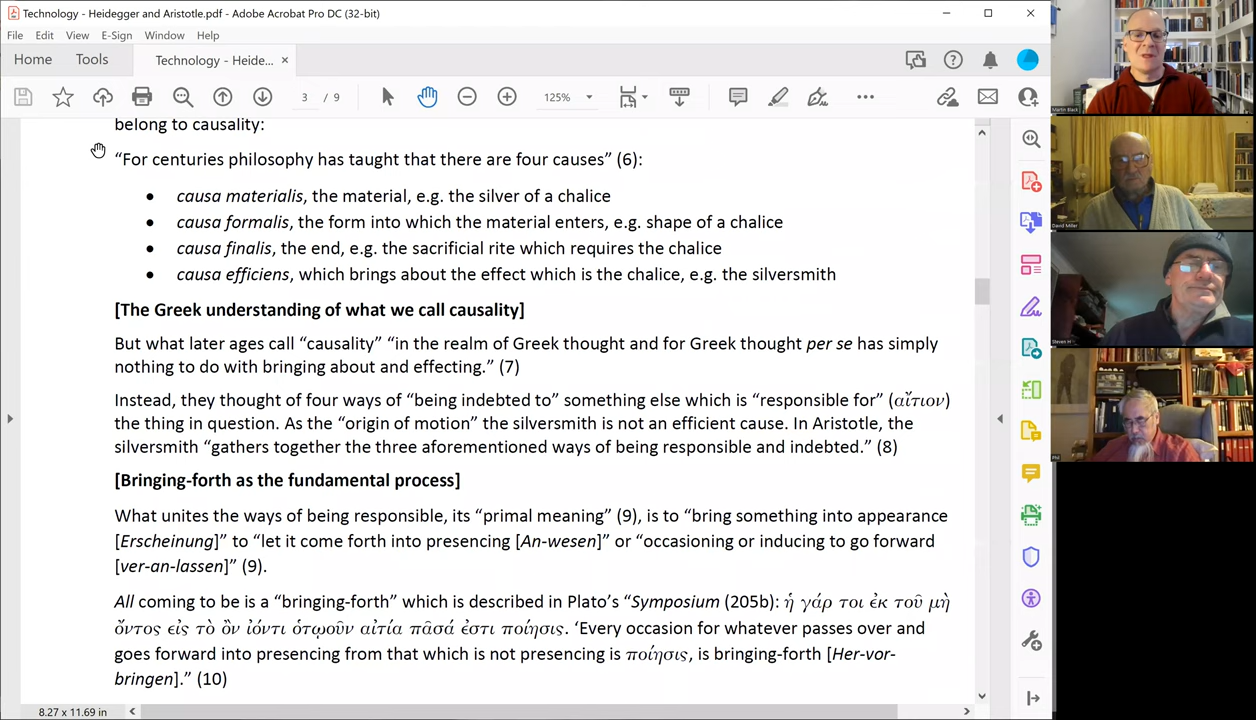 Technology - Heidegger and Aristotle.pdf - Adobe Acrobat Pro DC (32-bit)
File Edit View E-Sign Window Help
Home Tools Technology - Heide... ×
3 / 9 125%
belong to causality:
“For centuries philosophy has taught that there are four causes” (6):
• causa materialis, the material, e.g. the silver of a chalice
• causa formalis, the form into which the material enters, e.g. shape of a chalice
• causa finalis, the end, e.g. the sacrificial rite which requires the chalice
• causa efficiens, which brings about the effect which is the chalice, e.g. the silversmith
[The Greek understanding of what we call causality]
But what later ages call “causality” “in the realm of Greek thought and for Greek thought per se has simply
nothing to do with bringing about and effecting.” (7)
Instead, they thought of four ways of “being indebted to” something else which is “responsible for” (αἴτιον)
the thing in question. As the “origin of motion” the silversmith is not an efficient cause. In Aristotle, the
silversmith “gathers together the three aforementioned ways of being responsible and indebted.” (8)
[Bringing-forth as the fundamental process]
What unites the ways of being responsible, its “primal meaning” (9), is to “bring something into appearance
[Erscheinung]” to “let it come forth into presencing [An-wesen]” or “occasioning or inducing to go forward
[ver-an-lassen]” (9).
All coming to be is a “bringing-forth” which is described in Plato’s “Symposium (205b): ἡ γάρ τοι ἐκ τοῦ μὴ
ὄντος εἰς τὸ ὂν ἰόντι ὁτῳοῦν αἰτία πᾶσά ἐστι ποίησις. ‘Every occasion for whatever passes over and
goes forward into presencing from that which is not presencing is ποίησις, is bringing-forth [Her-vor-
bringen].” (10)
8.27 x 11.69 in
Martin Black
David Miller
Steven H
Phil